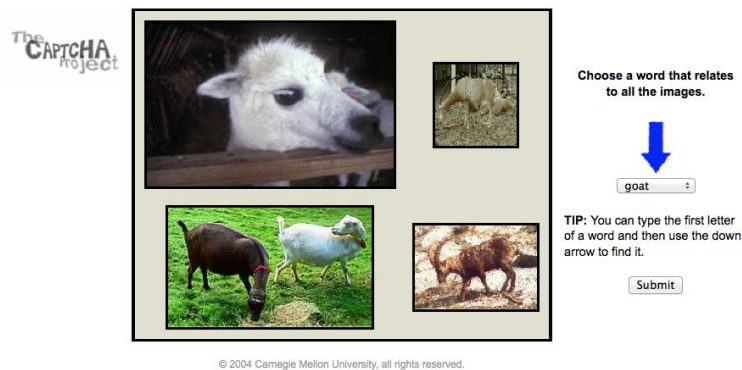 The
CAPTCHA
Project
Choose a word that relates
to all the images.
goat
TIP: You can type the first letter
of a word and then use the down
arrow to find it.
Submit
© 2004 Carnegie Mellon University, all rights reserved.